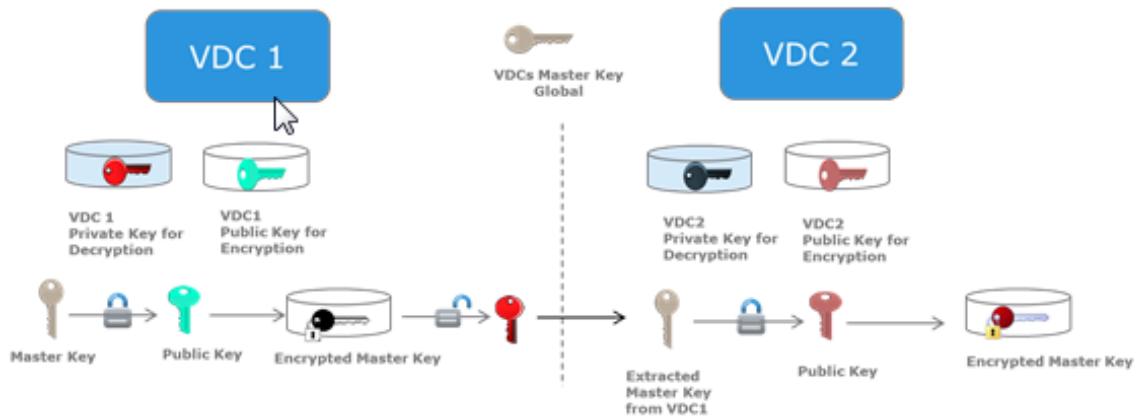 VDC 1
VDCs Master Key
Global
VDC 2
VDC 1
Private Key for
Decryption
VDC1
Public Key for
Encryption
VDC2
Private Key for
Decryption
VDC2
Public Key for
Encryption
Master Key
Public Key
Encrypted Master Key
Extracted
Master Key
from VDC1
Public Key
Encrypted Master Key